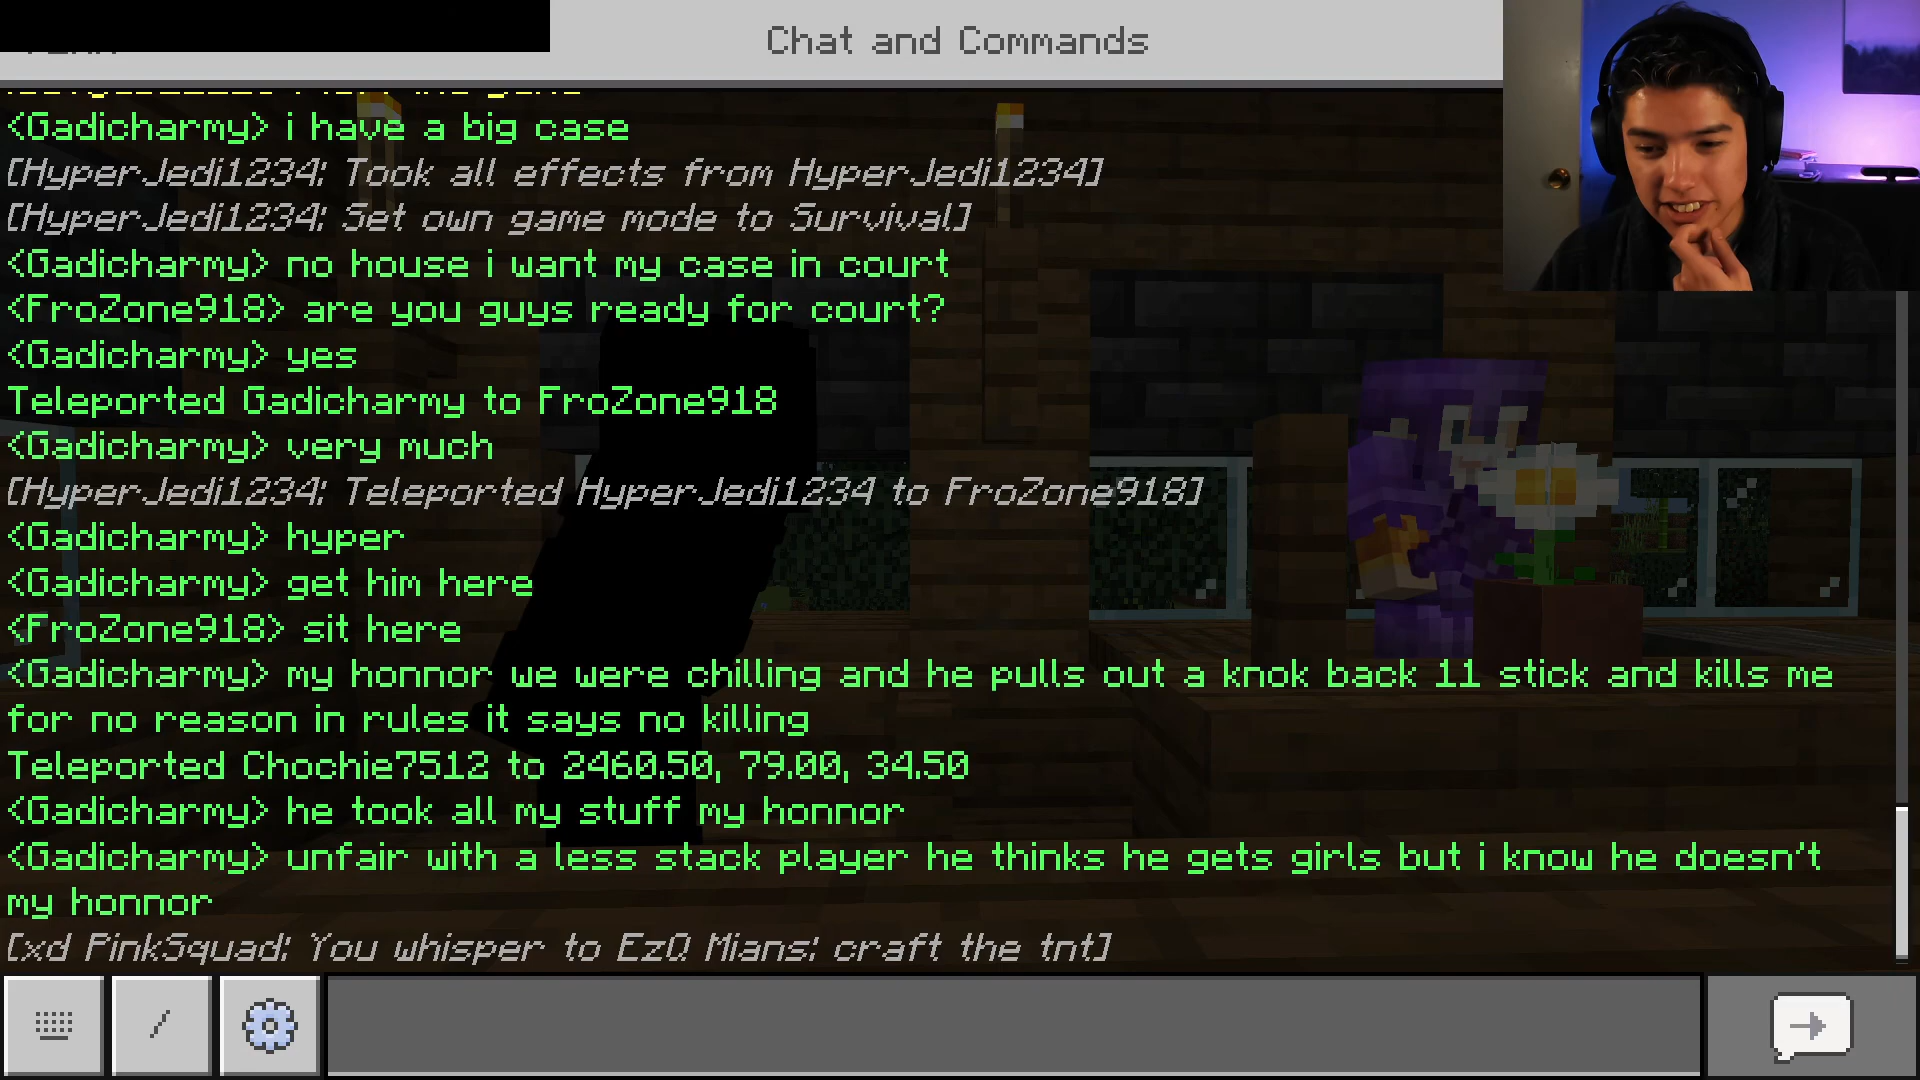 Chat and Commands
<Gadicharmy> i have a big case
[HyperJedi1234: Took all effects from HyperJedi1234]
[HyperJedi1234: Set own game mode to Survival]
<Gadicharmy> no house i want my case in court
<FroZone918> are you guys ready for court?
<Gadicharmy> yes
Teleported Gadicharmy to FroZone918
<Gadicharmy> very much
[HyperJedi1234: Teleported HyperJedi1234 to FroZone918]
<Gadicharmy> hyper
<Gadicharmy> get him here
<FroZone918> sit here
<Gadicharmy> my honnor we were chilling and he pulls out a knok back 11 stick and kills me
for no reason in rules it says no killing
Teleported Chochie7512 to 2460.50, 79.00, 34.50
<Gadicharmy> he took all my stuff my honnor
<Gadicharmy> unfair with a less stack player he thinks he gets girls but i know he doesn't
my honnor
[xd PinkSquad: You whisper to EzQ Mians: craft the tnt]
/